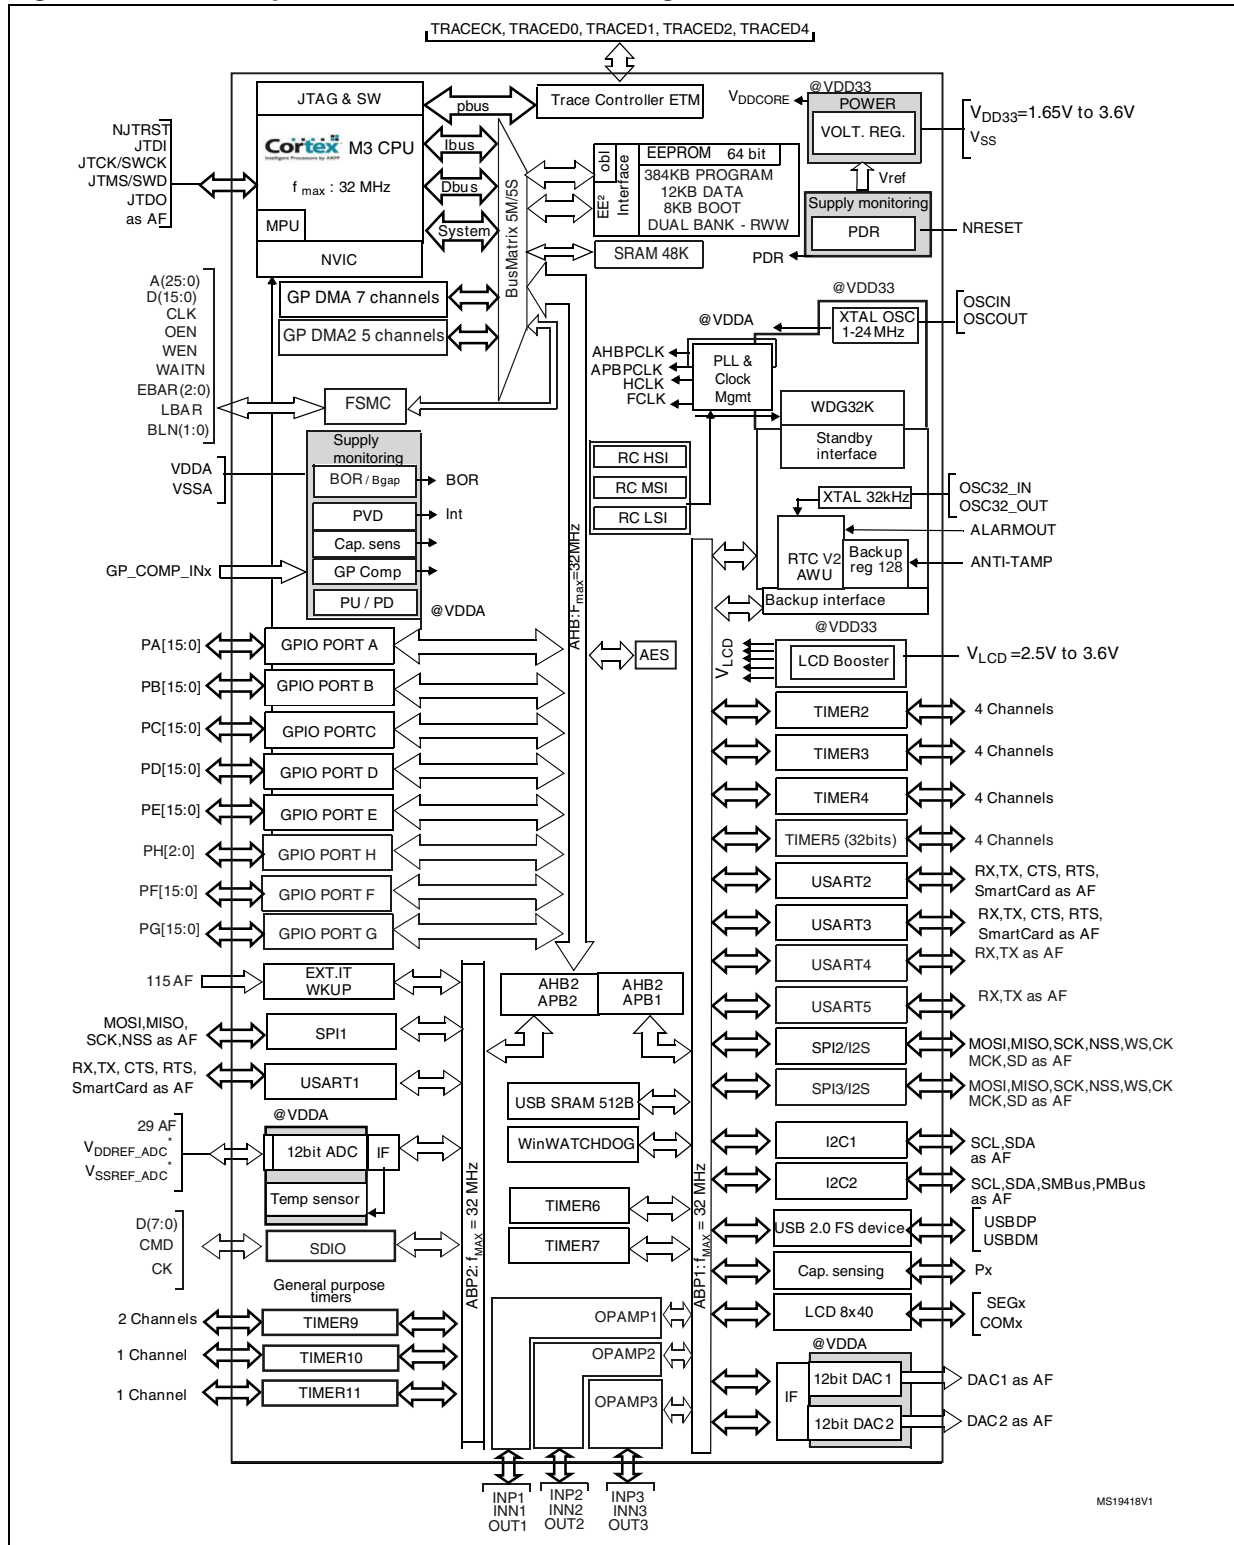 TRACECK, TRACED0, TRACED1, TRACED2, TRACED4
JTAG & SW
pbus
Trace Controller ETM
VDDCORE
@VDD33
POWER
VOLT. REG.
VDD33=1.65V to 3.6V
VSS
NJTRST
JTDI
JTCK/SWCK
JTMS/SWD
JTDO
as AF
Cortex
Intelligent Processors by ARM
M3 CPU
f max : 32 MHz
MPU
NVIC
Ibus
Dbus
System
BusMatrix 5M/5S
obl
EE²
Interface
EEPROM 64 bit
384KB PROGRAM
12KB DATA
8KB BOOT
DUAL BANK - RWW
SRAM 48K
Vref
Supply monitoring
PDR
NRESET
PDR
GP DMA 7 channels
GP DMA2 5 channels
A(25:0)
D(15:0)
CLK
OEN
WEN
WAITN
EBAR(2:0)
LBAR
BLN(1:0)
FSMC
@VDD33
XTAL OSC
1-24MHz
OSCIN
OSCOUT
@VDDA
AHBPCLK
APBPCLK
HCLK
FCLK
PLL &
Clock
Mgmt
WDG32K
Standby
interface
RC HSI
RC MSI
RC LSI
XTAL 32kHz
OSC32_IN
OSC32_OUT
RTC V2
AWU
Backup
reg 128
ALARMOUT
ANTI-TAMP
Backup interface
VDDA
VSSA
Supply
monitoring
BOR / Bgap
BOR
PVD
Int
Cap. sens
GP Comp
GP_COMP_INx
PU / PD
@VDDA
AHB:Fmax=32MHz
AES
@VDD33
VLCD
LCD Booster
VLCD =2.5V to 3.6V
PA[15:0]
GPIO PORT A
PB[15:0]
GPIO PORT B
PC[15:0]
GPIO PORTC
PD[15:0]
GPIO PORT D
PE[15:0]
GPIO PORT E
PH[2:0]
GPIO PORT H
PF[15:0]
GPIO PORT F
PG[15:0]
GPIO PORT G
TIMER2
4 Channels
TIMER3
4 Channels
TIMER4
4 Channels
TIMER5 (32bits)
4 Channels
USART2
RX,TX, CTS, RTS,
SmartCard as AF
USART3
RX,TX, CTS, RTS,
SmartCard as AF
USART4
RX,TX as AF
USART5
RX,TX as AF
SPI2/I2S
MOSI,MISO,SCK,NSS,WS,CK
MCK,SD as AF
SPI3/I2S
MOSI,MISO,SCK,NSS,WS,CK
MCK,SD as AF
I2C1
SCL,SDA
as AF
I2C2
SCL,SDA,SMBus,PMBus
as AF
USB 2.0 FS device
USBDP
USBDM
Cap. sensing
Px
LCD 8x40
SEGx
COMx
@VDDA
IF
12bit DAC1
DAC1 as AF
12bit DAC2
DAC2 as AF
115 AF
EXT.IT
WKUP
MOSI,MISO,
SCK,NSS as AF
SPI1
RX,TX, CTS, RTS,
SmartCard as AF
USART1
@VDDA
29 AF
VDDREF_ADC*
VSSREF_ADC*
12bit ADC
IF
Temp sensor
D(7:0)
CMD
CK
SDIO
General purpose
timers
2 Channels
TIMER9
1 Channel
TIMER10
1 Channel
TIMER11
ABP2: fMAX = 32 MHz
AHB2
APB2
AHB2
APB1
USB SRAM 512B
WinWATCHDOG
TIMER6
TIMER7
ABP1: fMAX = 32 MHz
OPAMP1
OPAMP2
OPAMP3
INP1
INN1
OUT1
INP2
INN2
OUT2
INP3
INN3
OUT3
MS19418V1